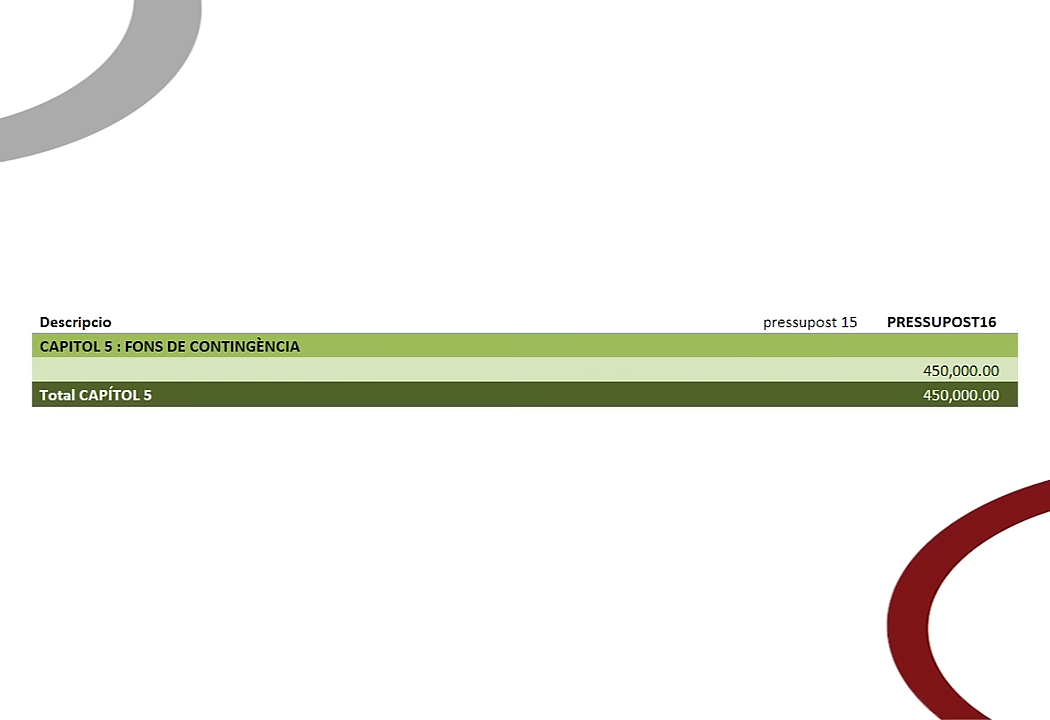 Descripcio pressupost 15 PRESSUPOST16
CAPITOL 5 : FONS DE CONTINGÈNCIA
450,000.00
Total CAPÍTOL 5 450,000.00